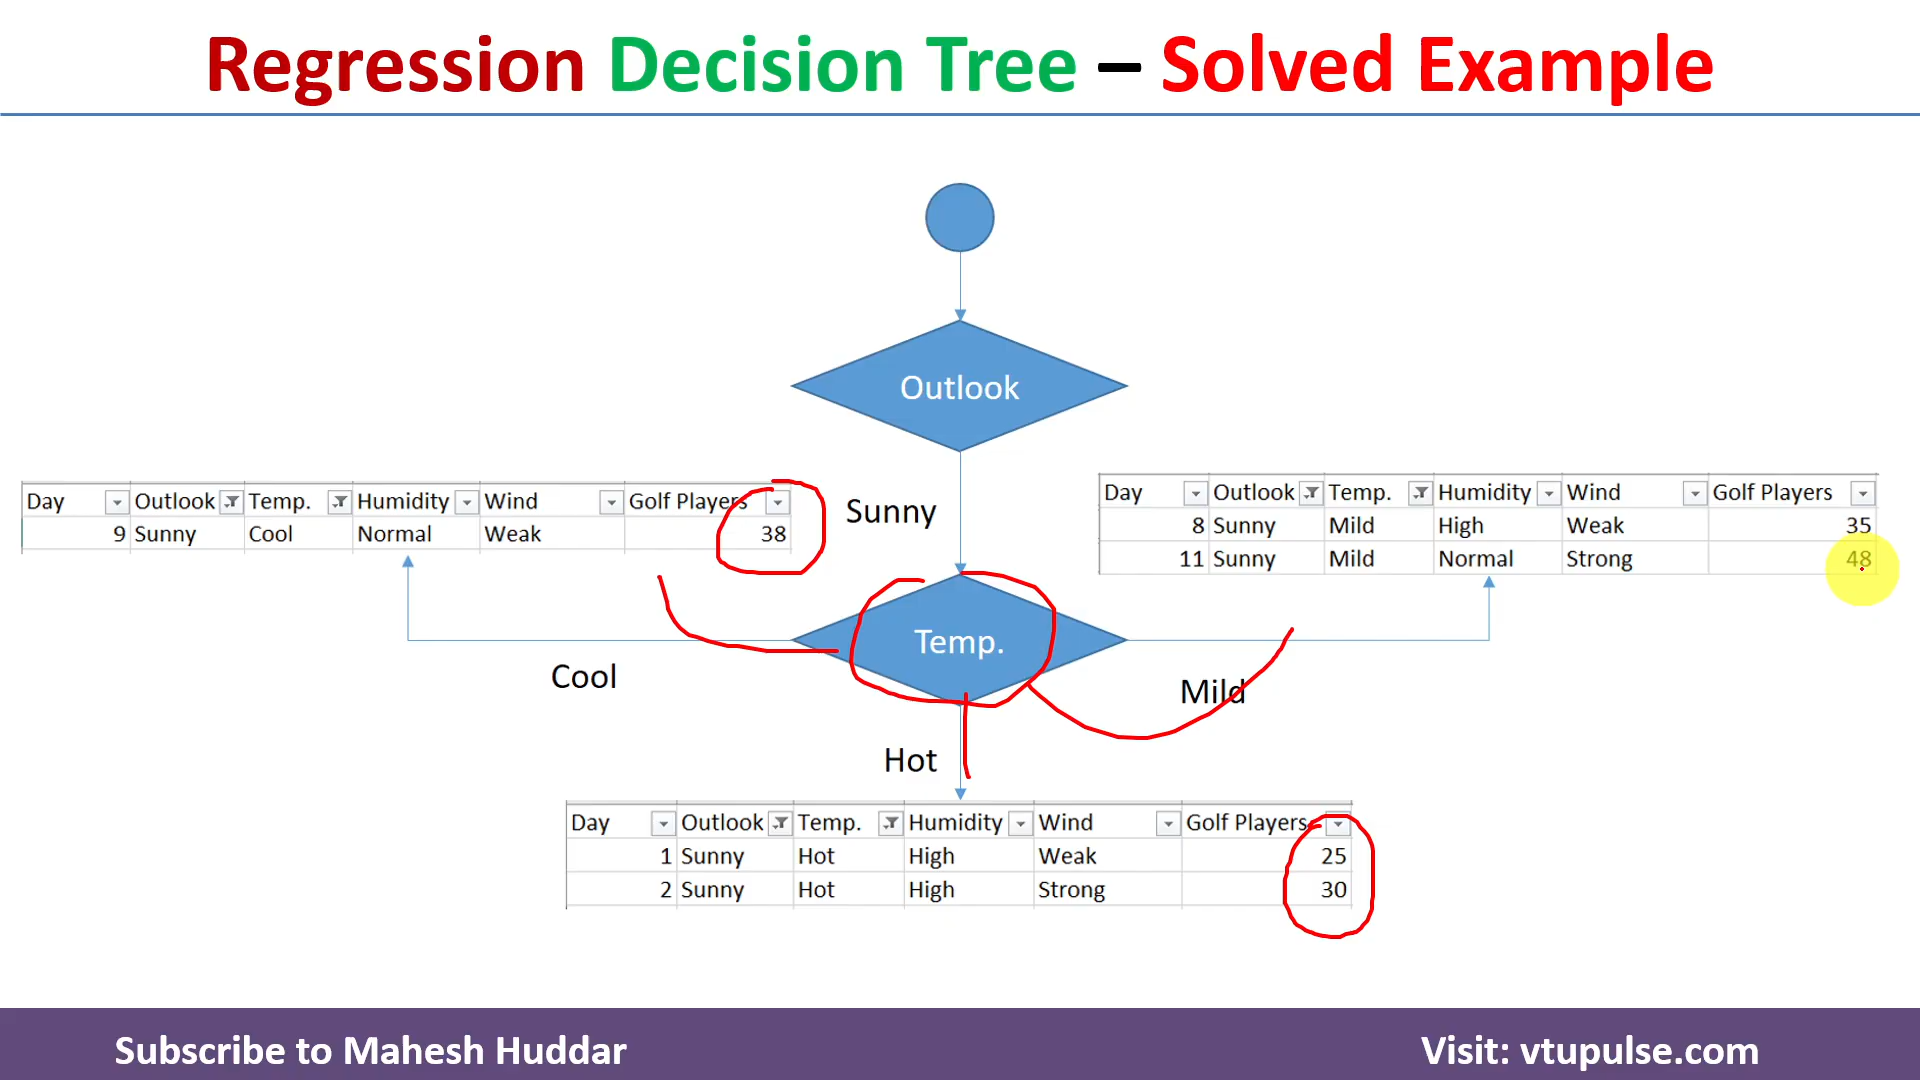 Regression Decision Tree – Solved Example
Outlook
Sunny
Day Outlook Temp. Humidity Wind Golf Players
9 Sunny Cool Normal Weak 38
Day Outlook Temp. Humidity Wind Golf Players
8 Sunny Mild High Weak 35
11 Sunny Mild Normal Strong 48
Temp.
Cool
Mild
Hot
Day Outlook Temp. Humidity Wind Golf Players
1 Sunny Hot High Weak 25
2 Sunny Hot High Strong 30
Subscribe to Mahesh Huddar
Visit: vtupulse.com